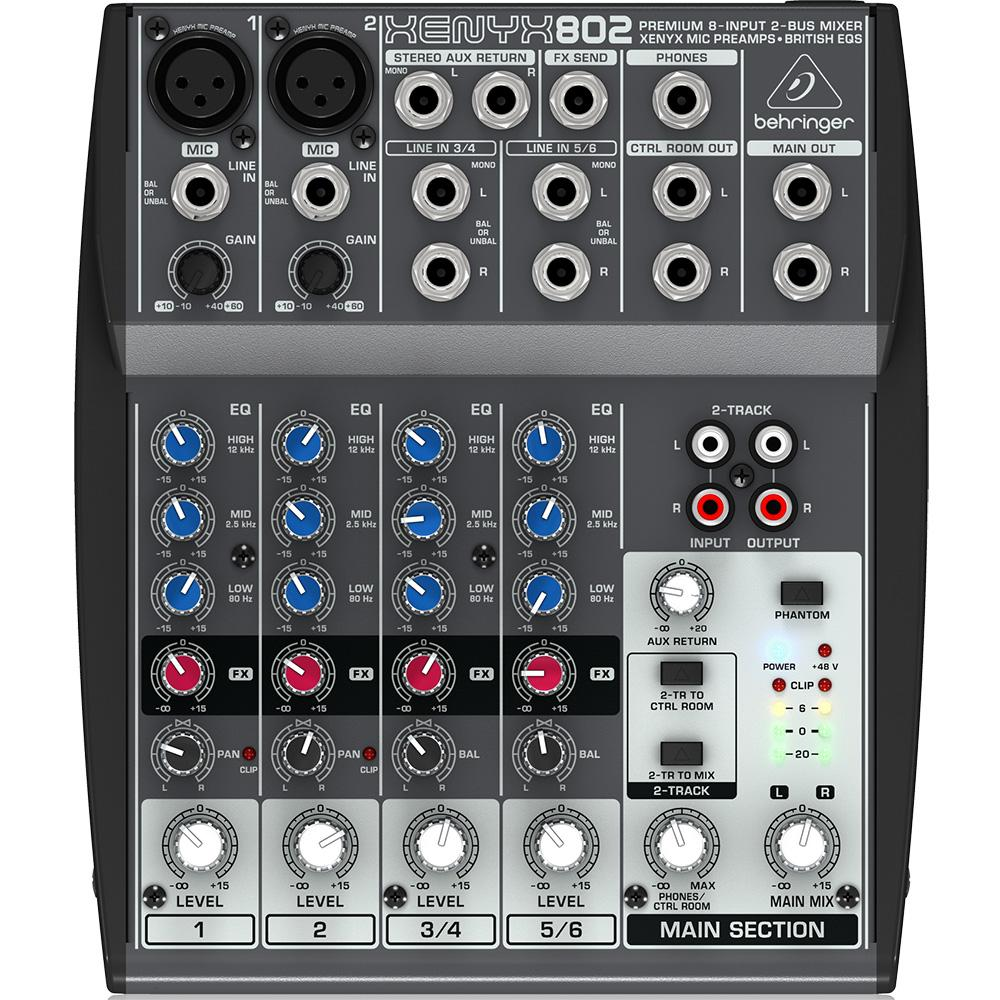 1 2 XENYX802 PREMIUM 8-INPUT 2-BUS MIXER
XENYX MIC PREAMP XENYX MIC PREAMP XENYX MIC PREAMPS • BRITISH EQS
STEREO AUX RETURN FX SEND PHONES
MONO L R
behringer
MIC MIC LINE IN 3/4 LINE IN 5/6 CTRL ROOM OUT MAIN OUT
LINE IN LINE IN MONO MONO
BAL OR UNBAL BAL OR UNBAL L L L L
BAL OR UNBAL BAL OR UNBAL
GAIN GAIN
R R R R
+10 -10 +40 +60 +10 -10 +40 +60
EQ EQ EQ EQ 2-TRACK
0 0 0 0
HIGH 12 kHz HIGH 12 kHz HIGH 12 kHz HIGH 12 kHz L L
-15 +15 -15 +15 -15 +15 -15 +15
0 0 0 0
MID 2.5 kHz MID 2.5 kHz MID 2.5 kHz MID 2.5 kHz R R
-15 +15 -15 +15 -15 +15 -15 +15 INPUT OUTPUT
0 0 0 0 0
LOW 80 Hz LOW 80 Hz LOW 80 Hz LOW 80 Hz
-15 +15 -15 +15 -15 +15 -15 +15 -∞ +20 PHANTOM
AUX RETURN
0 0 0 0
FX FX FX FX POWER +48 V
-∞ +15 -∞ +15 -∞ +15 -∞ +15 CLIP
2-TR TO CTRL ROOM 6
0
PAN PAN BAL BAL 20
CLIP CLIP
L R L R L R L R 2-TR TO MIX
2-TRACK L R
0 0 0 0 0
-∞ +15 -∞ +15 -∞ +15 -∞ +15 -∞ MAX -∞ +15
LEVEL LEVEL LEVEL LEVEL PHONES/ CTRL ROOM MAIN MIX
1 2 3/4 5/6 MAIN SECTION